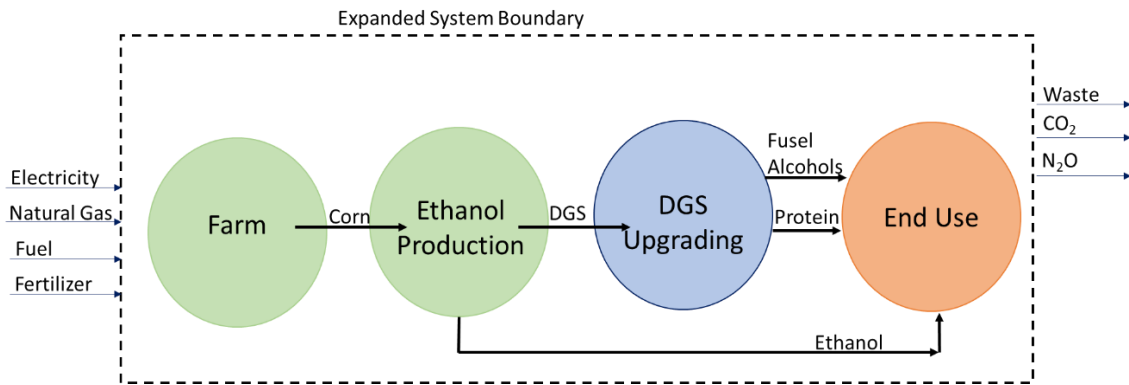 Expanded System Boundary
Electricity
Natural Gas
Fuel
Fertilizer
Farm
Corn
Ethanol
Production
DGS
DGS
Upgrading
Fusel
Alcohols
Protein
End Use
Ethanol
Waste
CO₂
N₂O